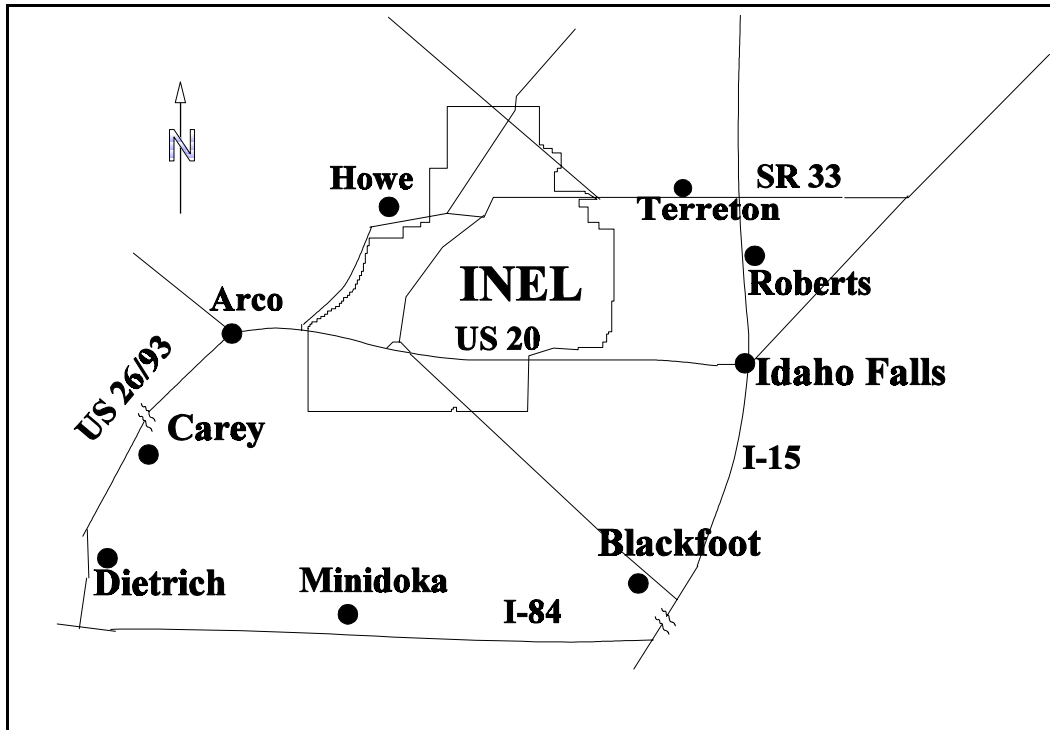 N
Howe
SR 33
Terreton
INEL
Roberts
Arco
US 20
US 26/93
Idaho Falls
Carey
I-15
Blackfoot
Dietrich
Minidoka
I-84